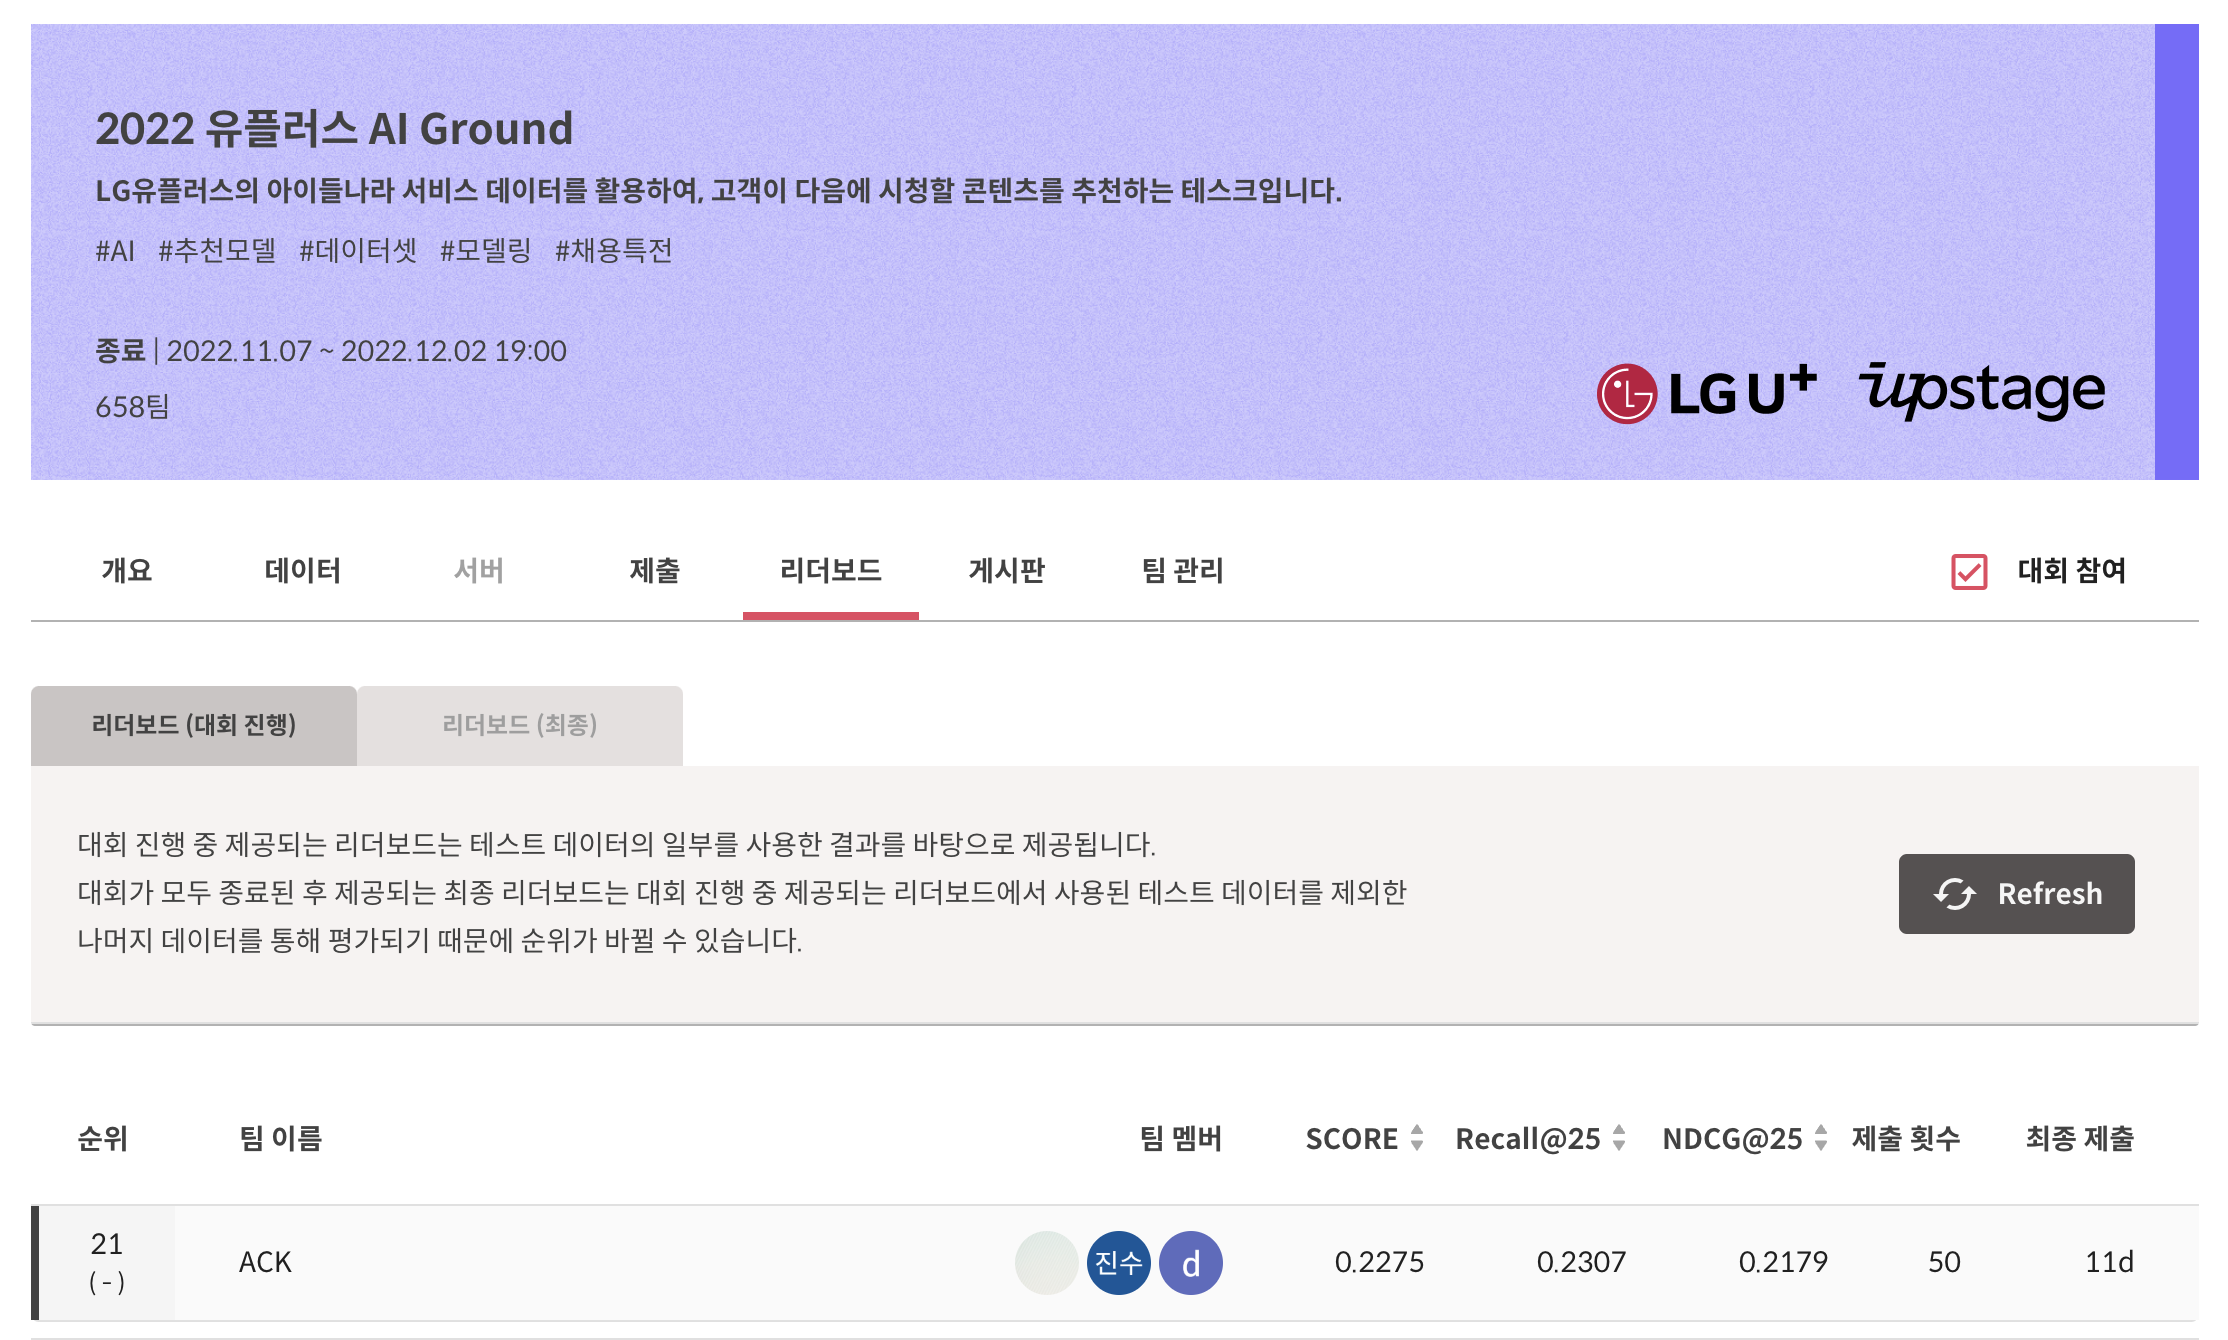 2022 유플러스 AI Ground
LG유플러스의 아이들나라 서비스 데이터를 활용하여, 고객이 다음에 시청할 콘텐츠를 추천하는 테스크입니다.
#AI #추천모델 #데이터셋 #모델링 #채용특전
종료 | 2022.11.07 ~ 2022.12.02 19:00
658팀
LG U+ upstage
개요 데이터 서버 제출 리더보드 게시판 팀 관리 대회 참여
리더보드 (대회 진행) 리더보드 (최종)
대회 진행 중 제공되는 리더보드는 테스트 데이터의 일부를 사용한 결과를 바탕으로 제공됩니다.
대회가 모두 종료된 후 제공되는 최종 리더보드는 대회 진행 중 제공되는 리더보드에서 사용된 테스트 데이터를 제외한
나머지 데이터를 통해 평가되기 때문에 순위가 바뀔 수 있습니다.
Refresh
순위 팀 이름 팀 멤버 SCORE Recall@25 NDCG@25 제출 횟수 최종 제출
21 ACK 진수 d 0.2275 0.2307 0.2179 50 11d
( - )